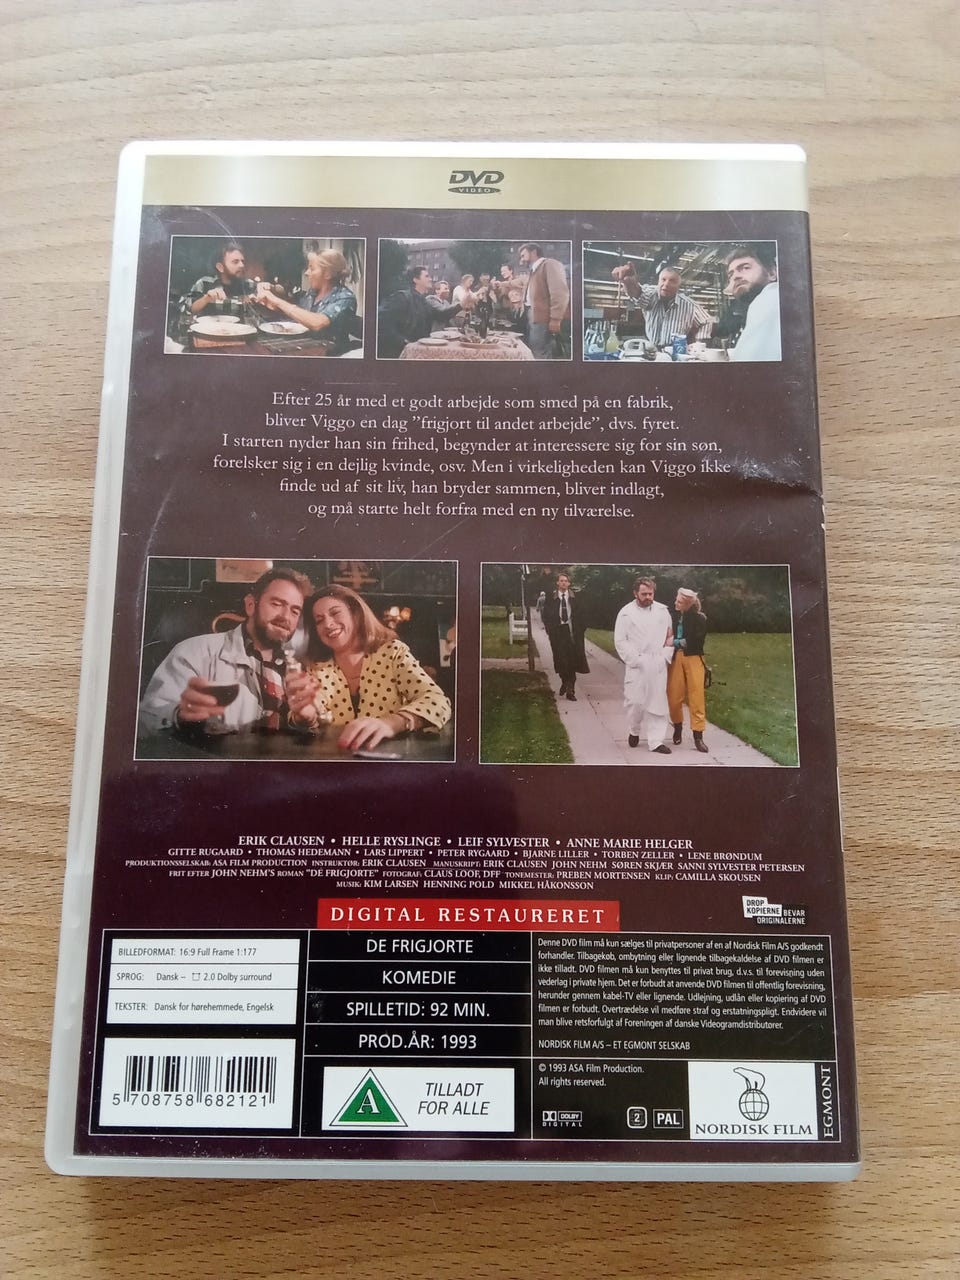 DVD
VIDEO
Efter 25 år med et godt arbejde som smed på en fabrik,
bliver Viggo en dag ”frigjort til andet arbejde”, dvs. fyret.
I starten nyder han sin frihed, begynder at interessere sig for sin søn,
forelsker sig i en dejlig kvinde, osv. Men i virkeligheden kan Viggo ikke
finde ud af sit liv, han bryder sammen, bliver indlagt,
og må starte helt forfra med en ny tilværelse.
ERIK CLAUSEN • HELLE RYSLINGE • LEIF SYLVESTER • ANNE MARIE HELGER
GITTE RUGAARD • THOMAS HEDEMANN • LARS LIPPERT • PETER RYGAARD • BJARNE LILLER • TORBEN ZELLER • LENE BRØNDUM
PRODUKTIONSSELSKAB: ASA FILM PRODUCTION INSTRUKTØR: ERIK CLAUSEN MANUSKRIPT: ERIK CLAUSEN JOHN NEHM SØREN SKJÆR SANNI SYLVESTER PETERSEN
FRIT EFTER JOHN NEHM'S ROMAN "DE FRIGJORTE" FOTOGRAF: CLAUS LOOF, DFF TONEMESTER: PREBEN MORTENSEN KLIP: CAMILLA SKOUSEN
MUSIK: KIM LARSEN HENNING POLD MIKKEL HÅKONSSON
DIGITAL RESTAURERET
DROP
KOPIERNE BEVAR
ORIGINALERNE
BILLEDFORMAT: 16:9 Full Frame 1:177
SPROG: Dansk – 2.0 Dolby surround
TEKSTER: Dansk for hørehemmede, Engelsk
5 708758 682121
DE FRIGJORTE
KOMEDIE
SPILLETID: 92 MIN.
PROD.ÅR: 1993
A
TILLADT
FOR ALLE
Denne DVD film må kun sælges til privatpersoner af en af Nordisk Film A/S godkendt
forhandler. Tilbagekøb, ombytning eller lignende tilbagekaldelse af DVD filmen er
ikke tilladt. DVD filmen må kun benyttes til privat brug, d.v.s. til forevisning uden
vederlag i private hjem. Det er forbudt at anvende DVD filmen til offentlig forevisning,
herunder gennem kabel-TV eller lignende. Udlejning, udlån eller kopiering af DVD
filmen er forbudt. Overtrædelse vil medføre straf og erstatningspligt. Endvidere vil
man blive retsforfulgt af Foreningen af danske Videogramdistributører.
NORDISK FILM A/S – ET EGMONT SELSKAB
© 1993 ASA Film Production.
All rights reserved.
DOLBY
DIGITAL
2
PAL
NORDISK FILM
EGMONT